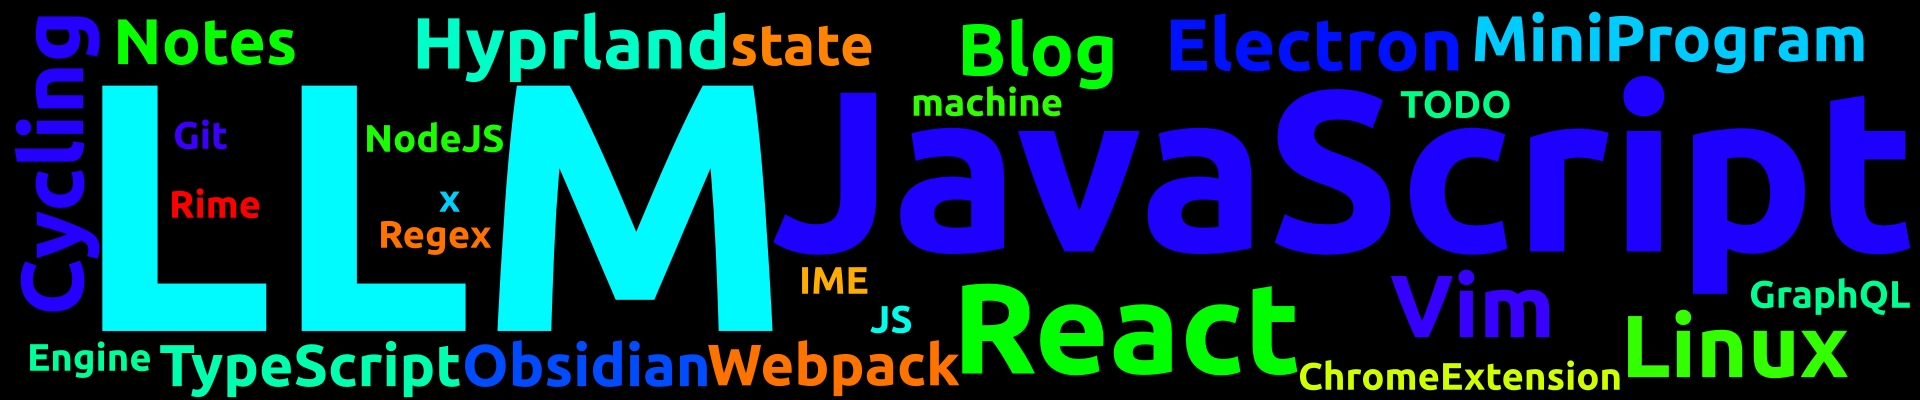 Cycling
Notes
Hyprland
state
Blog
Electron
MiniProgram
machine
TODO
LLM
JavaScript
Git
NodeJS
Rime
x
Regex
IME
JS
React
Vim
GraphQL
Linux
Engine
TypeScript
Obsidian
Webpack
ChromeExtension